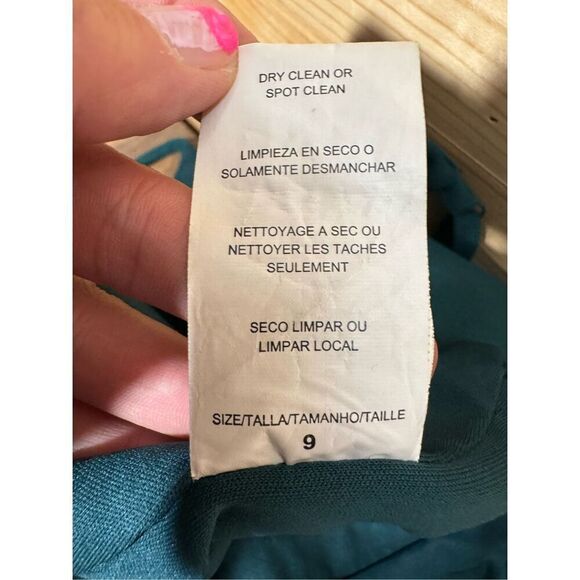 DRY CLEAN OR
SPOT CLEAN
LIMPIEZA EN SECO O
SOLAMENTE DESMANCHAR
NETTOYAGE A SEC OU
NETTOYER LES TACHES
SEULEMENT
SECO LIMPAR OU
LIMPAR LOCAL
SIZE/TALLA/TAMANHO/TAILLE
9